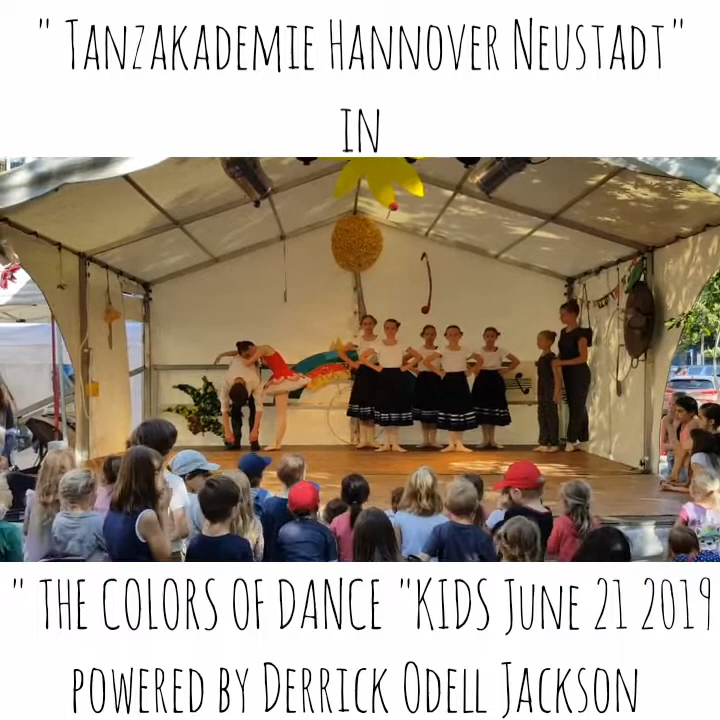 " Tanzakademie Hannover Neustadt"
in
" THE COLORS OF DANCE "KIDS June 21 2019
powered by Derrick Odell Jackson